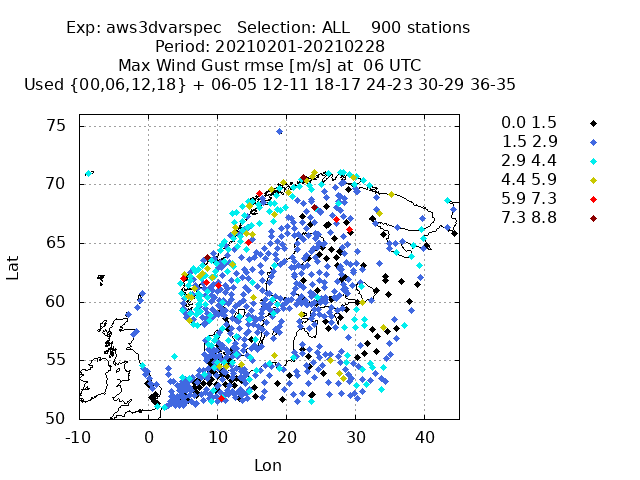 Exp: aws3dvarspec   Selection: ALL    900 stations
Period: 20210201-20210228
Max Wind Gust rmse [m/s] at  06 UTC
Used {00,06,12,18} + 06-05 12-11 18-17 24-23 30-29 36-35
0.0 1.5
1.5 2.9
2.9 4.4
4.4 5.9
5.9 7.3
7.3 8.8
75
70
65
60
55
50
Lat
-10 0 10 20 30 40
Lon